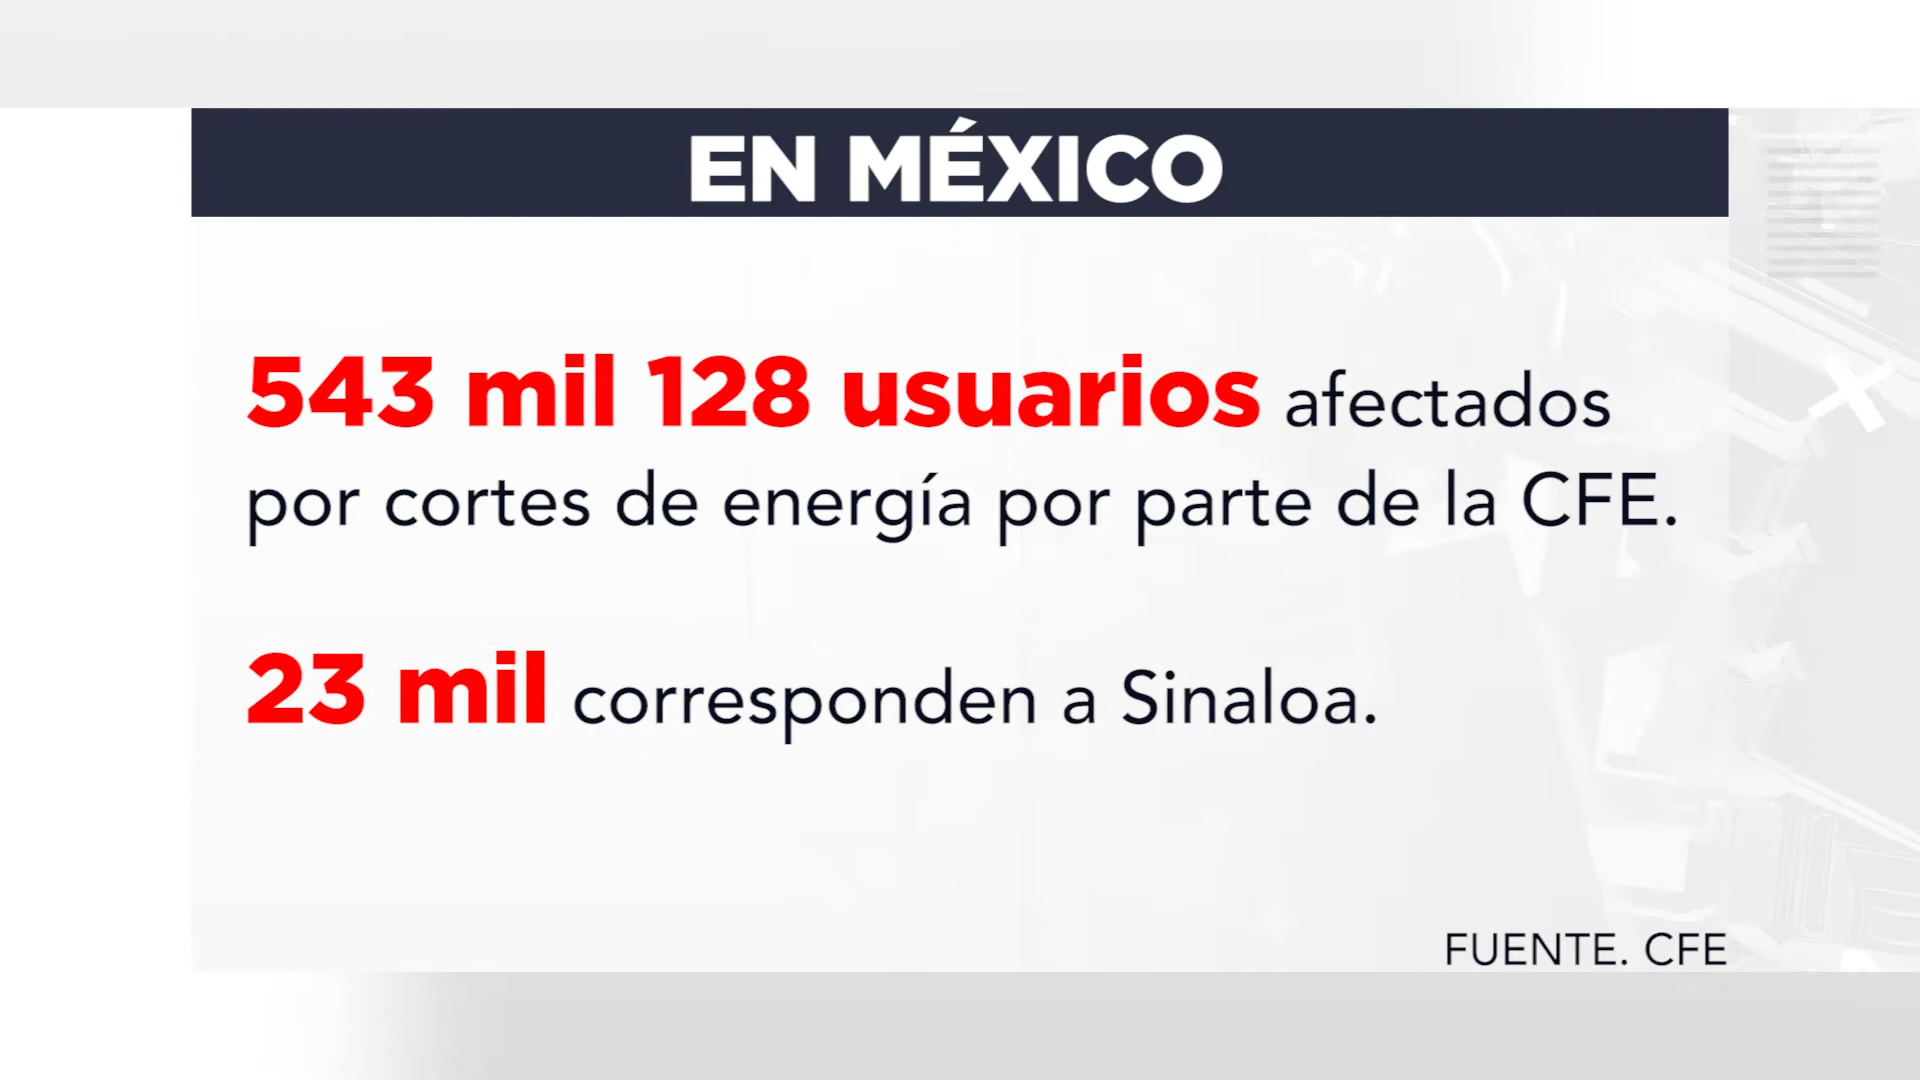 EN MÉXICO
543 mil 128 usuarios afectados
por cortes de energía por parte de la CFE.
23 mil corresponden a Sinaloa.
FUENTE. CFE